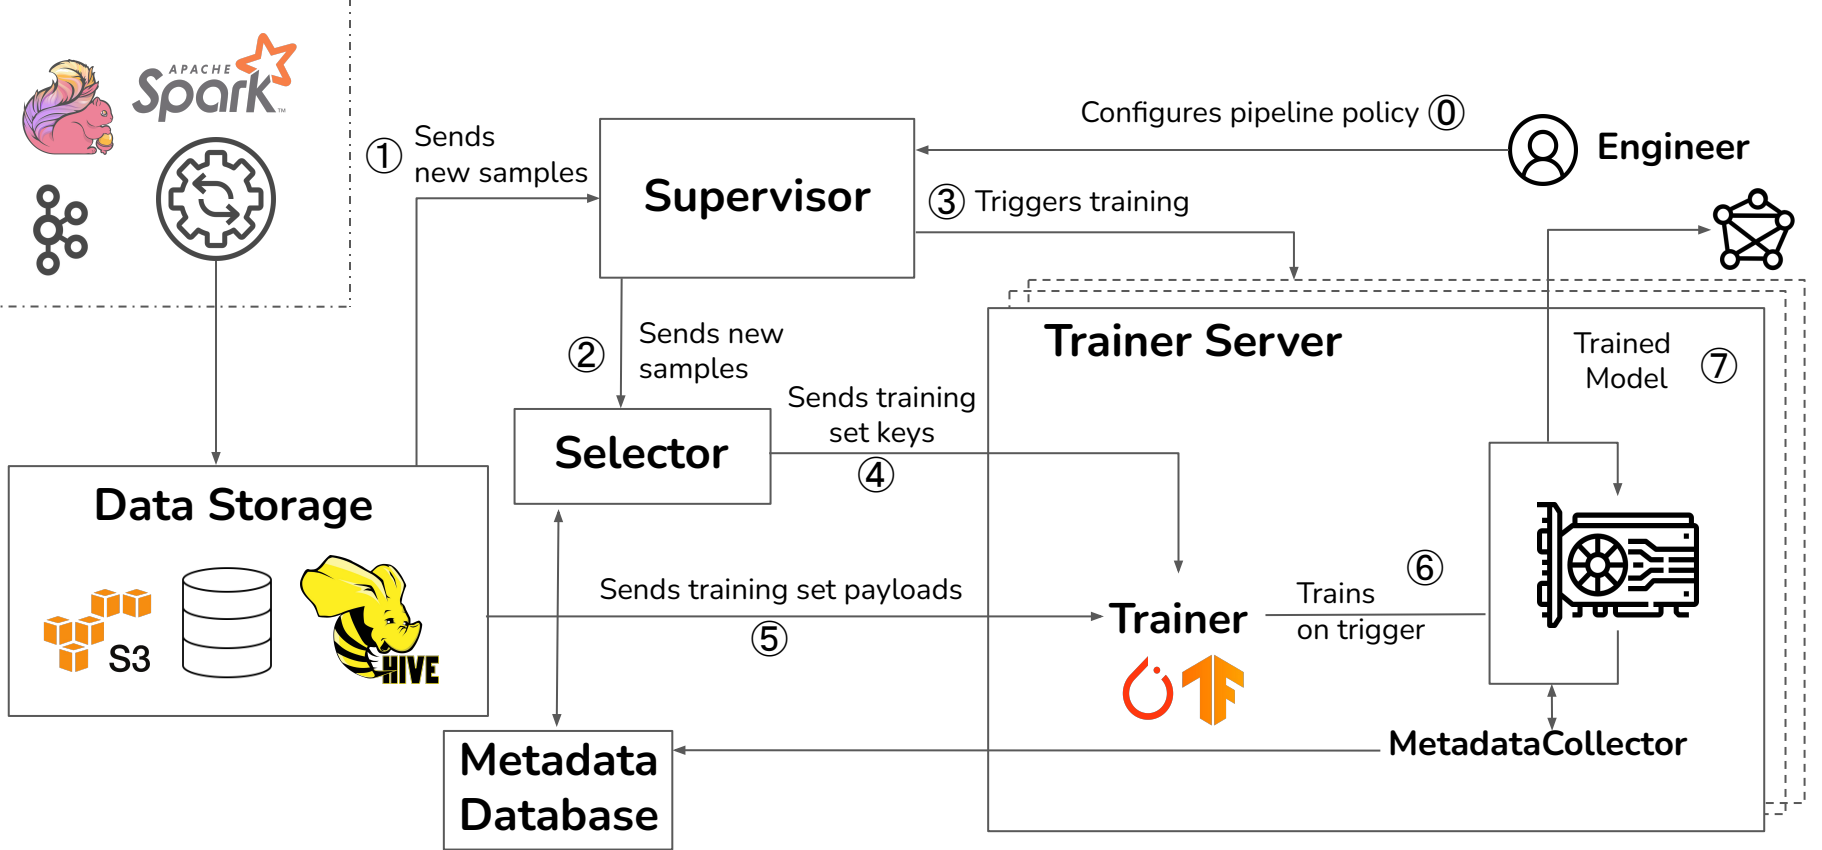 APACHE
Spark™
① Sends
new samples
Supervisor
Configures pipeline policy ⓪
Engineer
③ Triggers training
② Sends new
samples
Trainer Server
Trained
Model
⑦
Sends training
set keys
④
Selector
Data Storage
S3
HIVE
Sends training set payloads
⑤
Trainer
⑥
Trains
on trigger
MetadataCollector
Metadata
Database